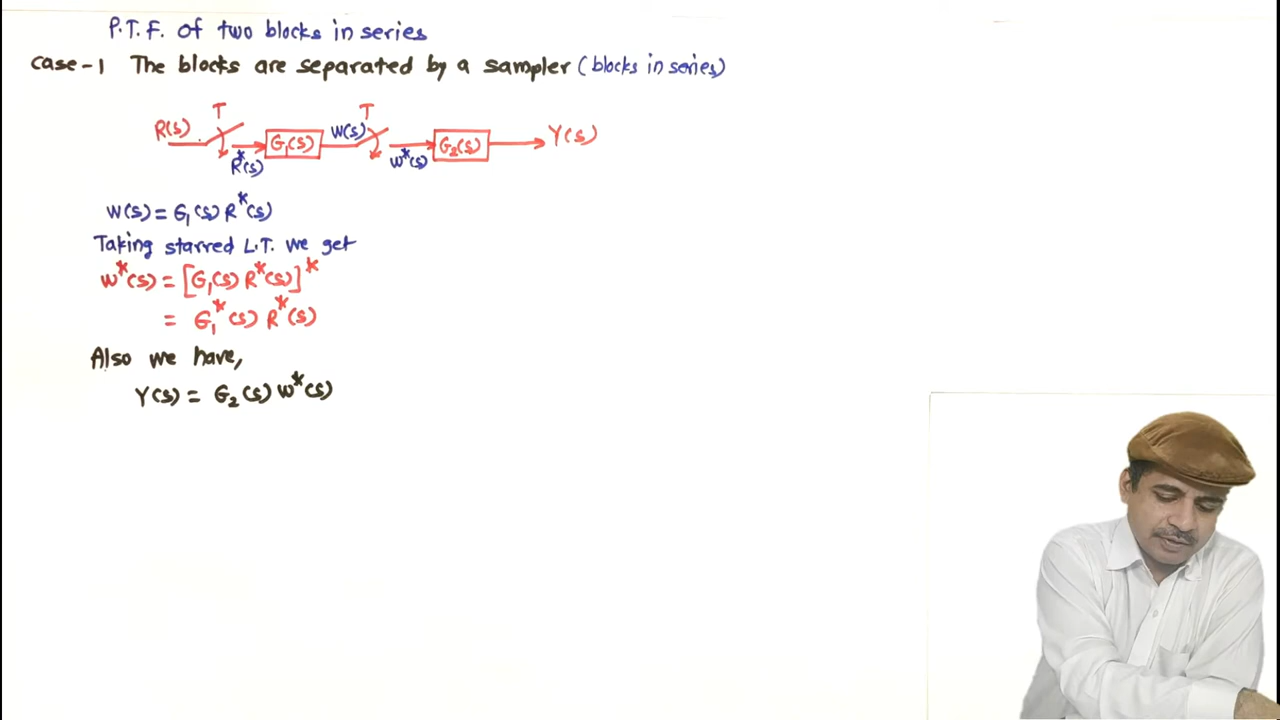 P.T.F. of two blocks in series
Case-1 The blocks are separated by a sampler (blocks in series)
T T
R(s) R*(s) G₁(s) W(s) W*(s) G₂(s) Y(s)
W(s) = G₁(s) R*(s)
Taking starred L.T. we get
W*(s) = [G₁(s) R*(s)]*
= G₁*(s) R*(s)
Also we have,
Y(s) = G₂(s) W*(s)